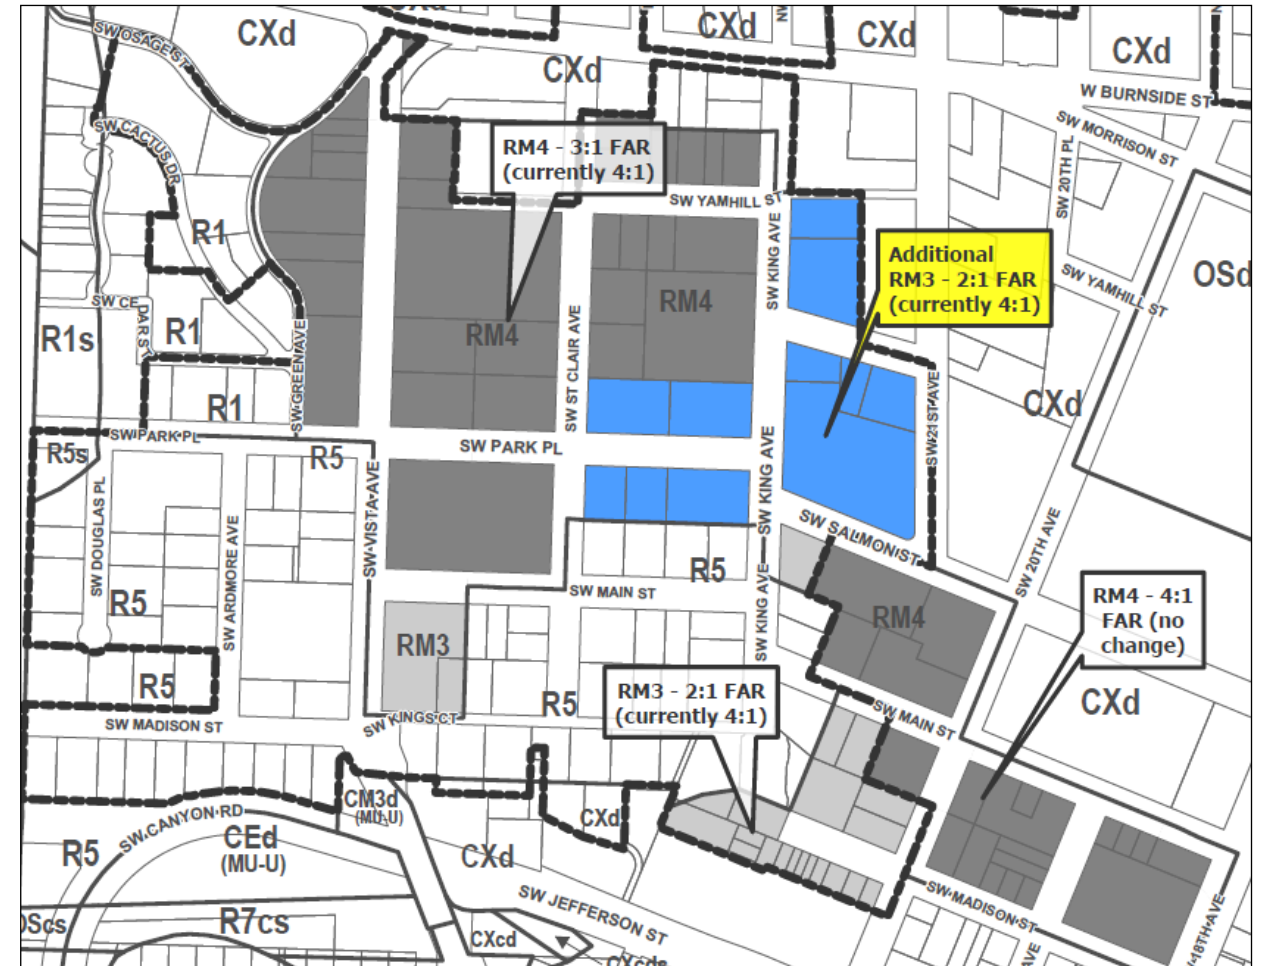 CXd
CXd
CXd
CXd
NW
N
SW OSAGE ST
CXd
CXd
W BURNSIDE ST
SW MORRISON ST
SW CACTUS DR
RM4 - 3:1 FAR
(currently 4:1)
SW 20TH PL
SW YAMHILL ST
R1
SW KING AVE
Additional
RM3 - 2:1 FAR
(currently 4:1)
SW YAMHILL ST
OSd
SW CE
DAR ST
R1s
R1
RM4
RM4
SW GREEN AVE
SW ST CLAIR AVE
R1
SW 21ST AVE
CXd
SW PARK PL
SW PARK PL
R5s
R5
SW VISTA AVE
SW KING AVE
SW DOUGLAS PL
SW ARDMORE AVE
SW SALMON ST
SW 20TH AVE
R5
SW MAIN ST
SW KING AVE
R5
RM4
RM4 - 4:1
FAR (no
change)
RM3
R5
R5
RM3 - 2:1 FAR
(currently 4:1)
CXd
SW MADISON ST
SW KINGS CT
SW MAIN ST
CM3d
(MU-U)
CXd
SW CANYON RD
CEd
(MU-U)
R5
CXd
SW JEFFERSON ST
SW MADISON ST
OScs
R7cs
CXcd
CXcds
AVE
18TH AVE